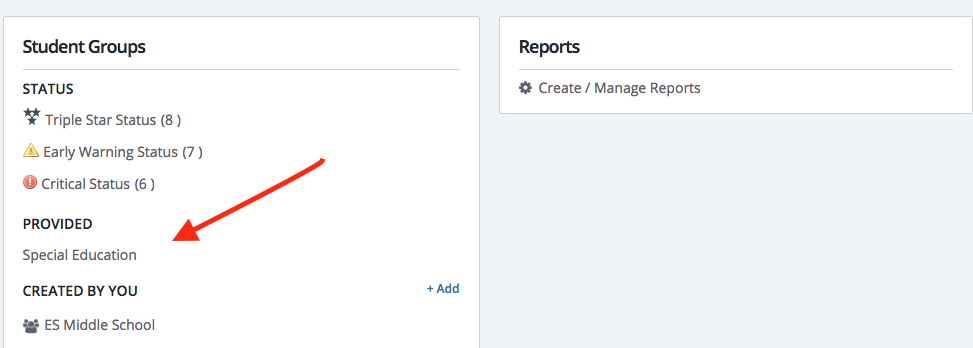 Student Groups
STATUS
Triple Star Status (8 )
Early Warning Status (7 )
Critical Status (6 )
PROVIDED
Special Education
CREATED BY YOU
+ Add
ES Middle School
Reports
Create / Manage Reports